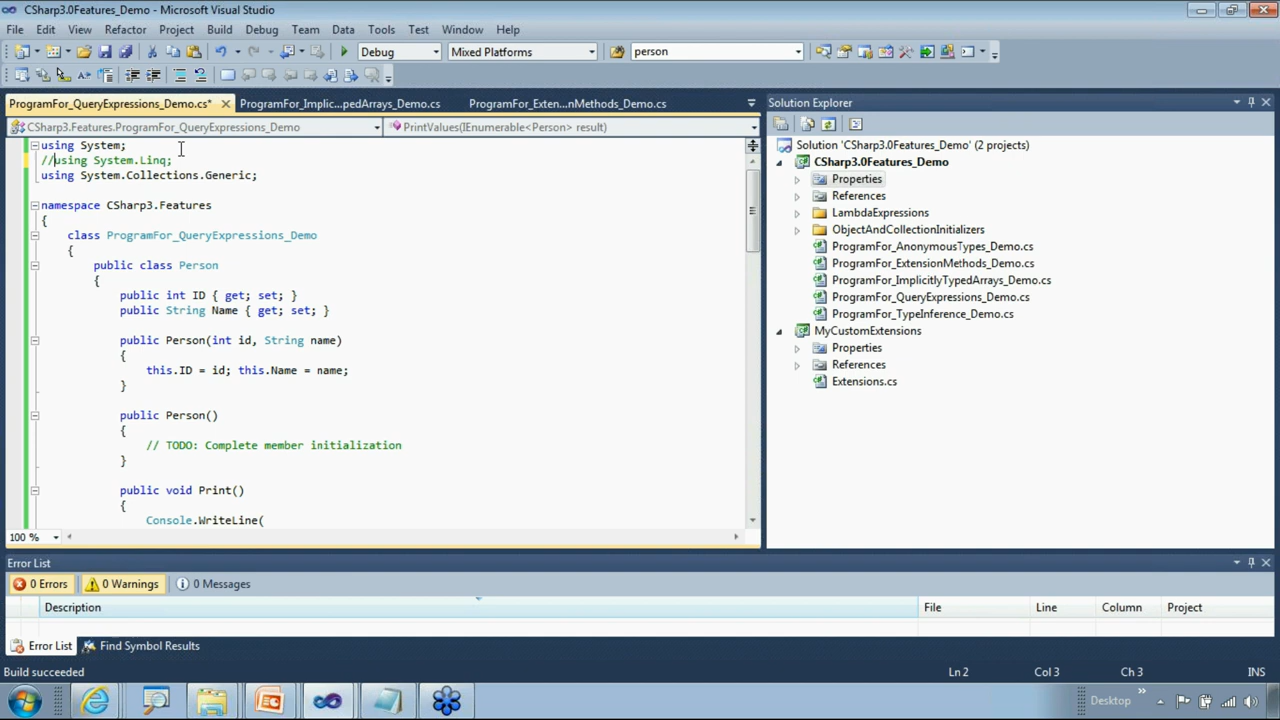 CSharp3.0Features_Demo - Microsoft Visual Studio
File Edit View Refactor Project Build Debug Team Data Tools Test Window Help
Debug Mixed Platforms person
ProgramFor_QueryExpressions_Demo.cs* ProgramFor_Implic...pedArrays_Demo.cs ProgramFor_Exten...nMethods_Demo.cs
CSharp3.Features.ProgramFor_QueryExpressions_Demo PrintValues(IEnumerable<Person> result)
using System;
//using System.Linq;
using System.Collections.Generic;
namespace CSharp3.Features
{
class ProgramFor_QueryExpressions_Demo
{
public class Person
{
public int ID { get; set; }
public String Name { get; set; }
public Person(int id, String name)
{
this.ID = id; this.Name = name;
}
public Person()
{
// TODO: Complete member initialization
}
public void Print()
{
Console.WriteLine(
100 %
Solution Explorer
Solution 'CSharp3.0Features_Demo' (2 projects)
CSharp3.0Features_Demo
Properties
References
LambdaExpressions
ObjectAndCollectionInitializers
ProgramFor_AnonymousTypes_Demo.cs
ProgramFor_ExtensionMethods_Demo.cs
ProgramFor_ImplicitlyTypedArrays_Demo.cs
ProgramFor_QueryExpressions_Demo.cs
ProgramFor_TypeInference_Demo.cs
MyCustomExtensions
Properties
References
Extensions.cs
Error List
0 Errors 0 Warnings 0 Messages
Description File Line Column Project
Error List Find Symbol Results
Build succeeded Ln 2 Col 3 Ch 3 INS
Desktop